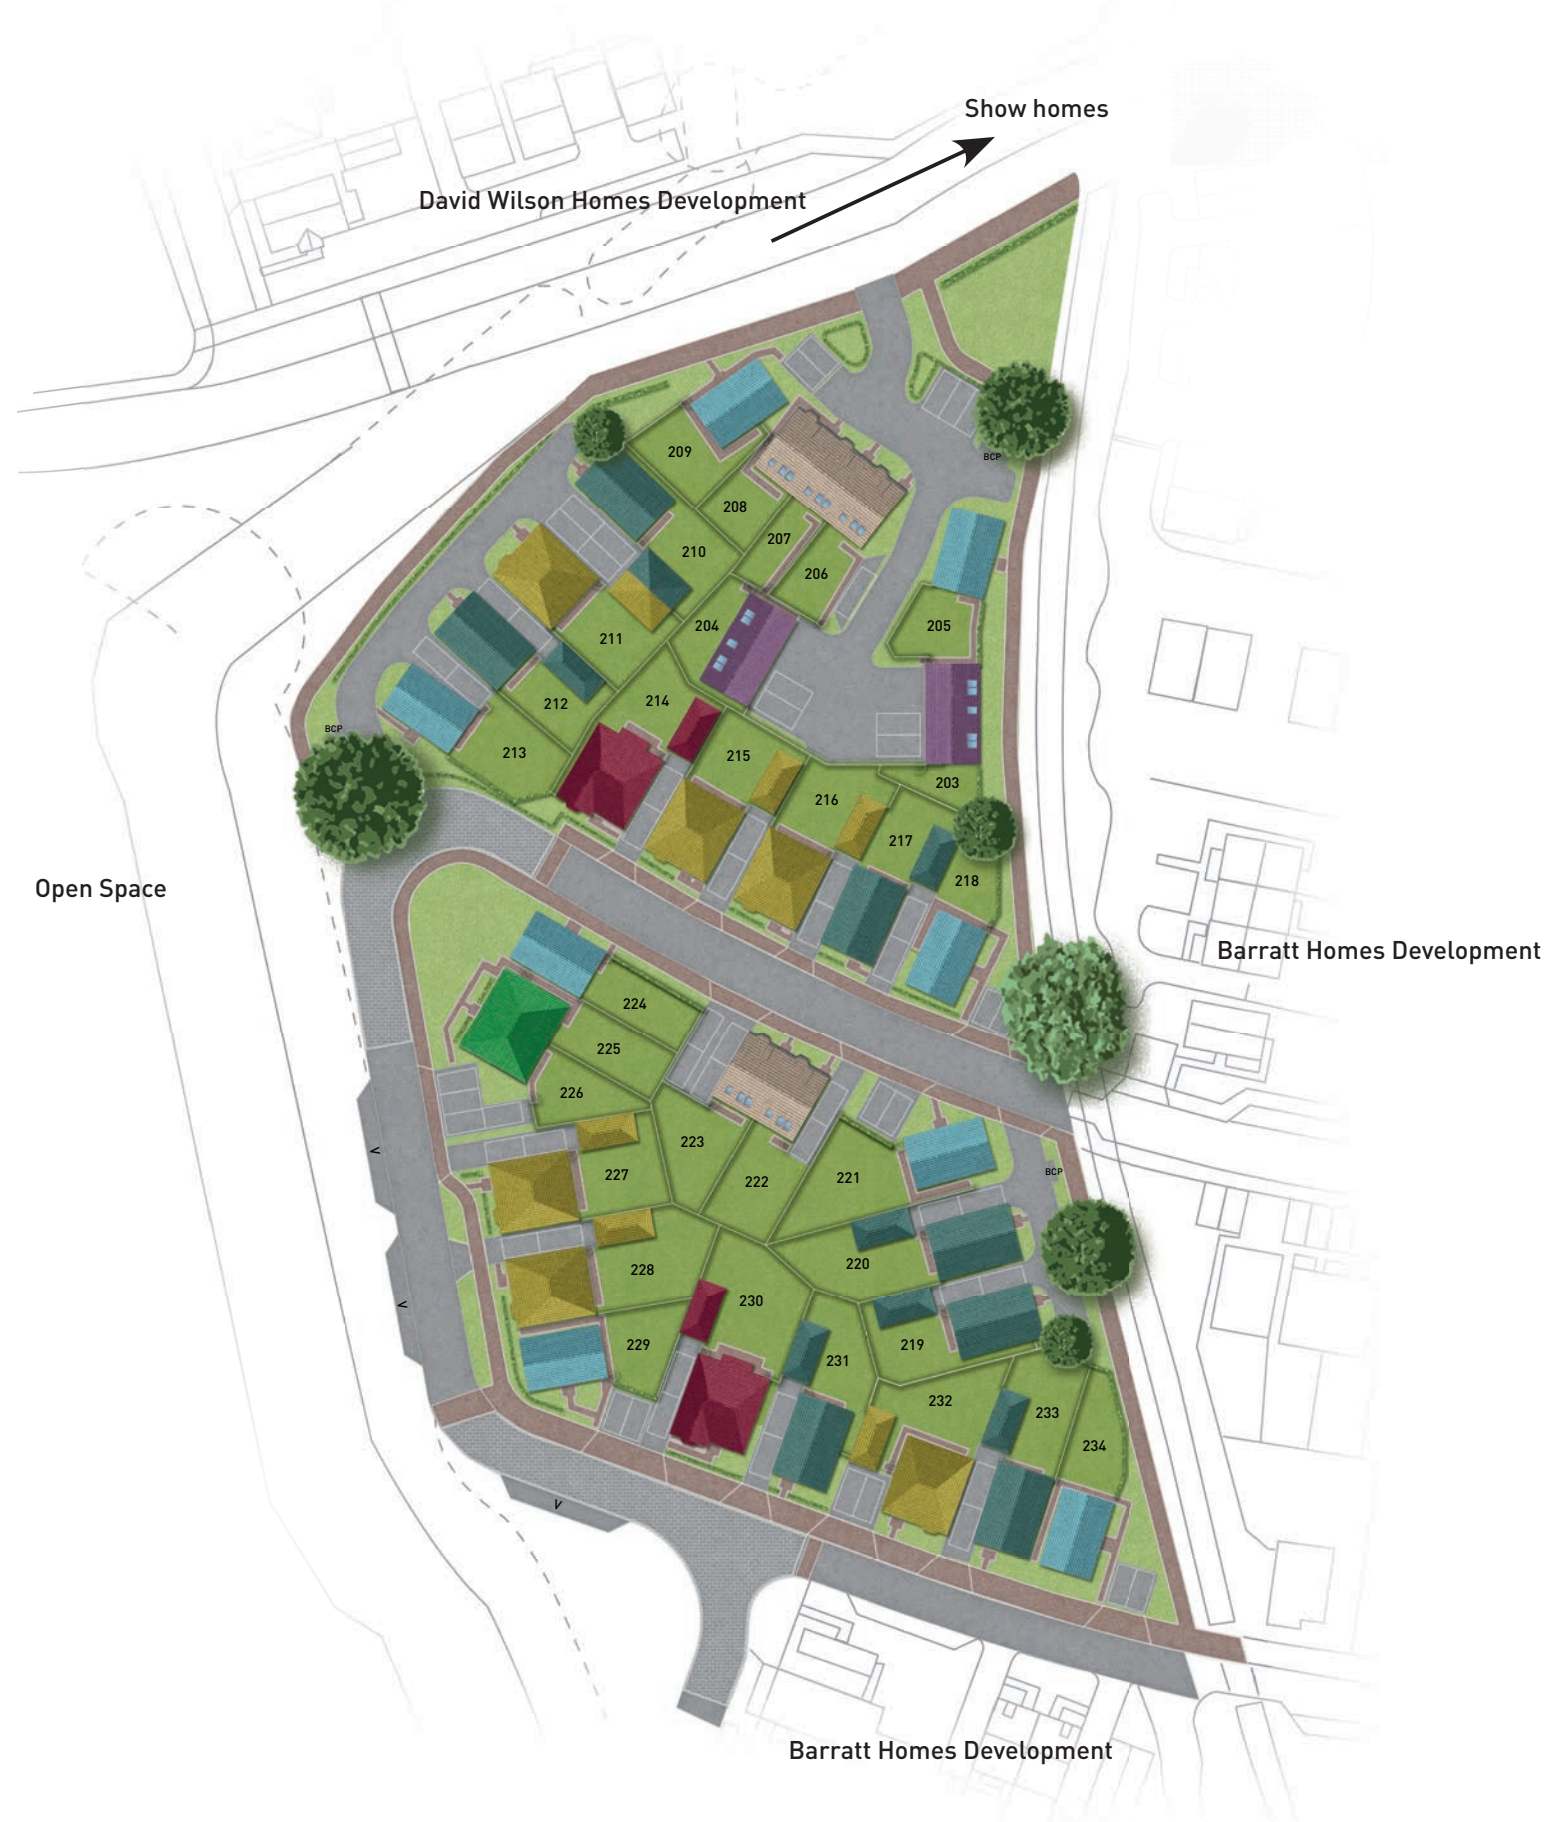 Show homes
David Wilson Homes Development
209
BCP
208
207
210
206
204
205
211
214
212
BCP
213
215
203
216
217
218
Open Space
Barratt Homes Development
224
225
226
223
BCP
227
222
221
V
220
228
230
V
219
229
231
232
233
234
V
Barratt Homes Development